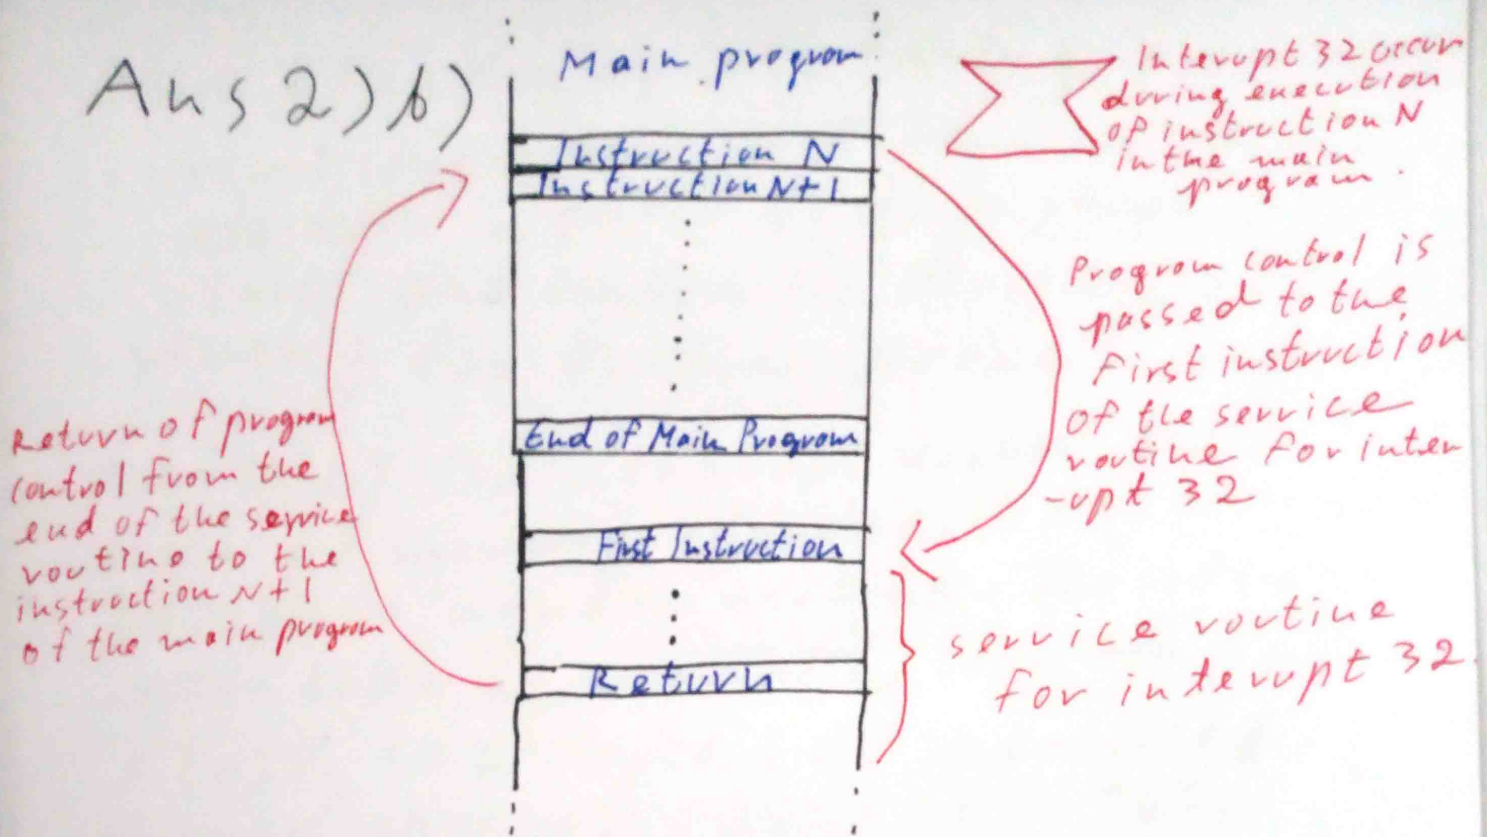 Ans 2) b)
Main program
Instruction N
Instruction N+1
End of Main Program
First Instruction
Return
Interupt 32 occur
during execution
of instruction N
in the main
program.
Program control is
passed to the
first instruction
of the service
routine for inter
-upt 32
service routine
for interupt 32.
Return of program
control from the
end of the service
routine to the
instruction N+1
of the main program